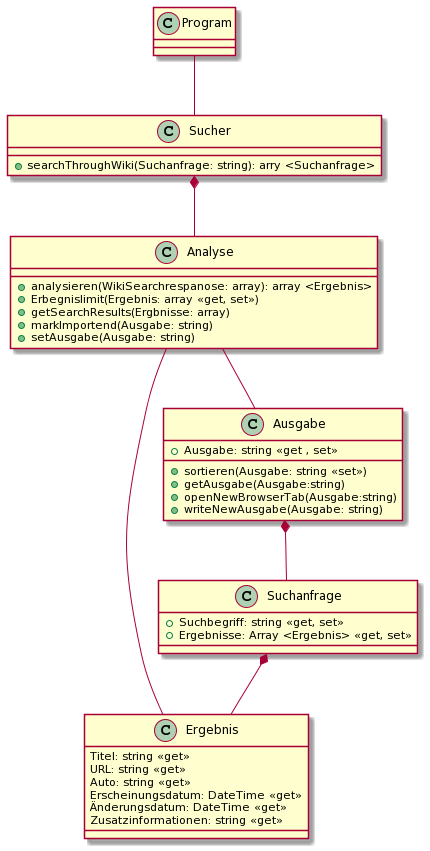 C Program
C Sucher
searchThroughWiki(Suchanfrage: string): arry <Suchanfrage>
C Analyse
analysieren(WikiSearchrespanose: array): array <Ergebnis>
Erbegnislimit(Ergebnis: array «get, set»)
getSearchResults(Ergbnisse: array)
markImportend(Ausgabe: string)
setAusgabe(Ausgabe: string)
C Ausgabe
Ausgabe: string «get , set»
sortieren(Ausgabe: string «set»)
getAusgabe(Ausgabe:string)
openNewBrowserTab(Ausgabe:string)
writeNewAusgabe(Ausgabe: string)
C Suchanfrage
Suchbegriff: string «get, set»
Ergebnisse: Array <Ergebnis> «get, set»
C Ergebnis
Titel: string «get»
URL: string «get»
Auto: string «get»
Erscheinungsdatum: DateTime «get»
Änderungsdatum: DateTime «get»
Zusatzinformationen: string «get»